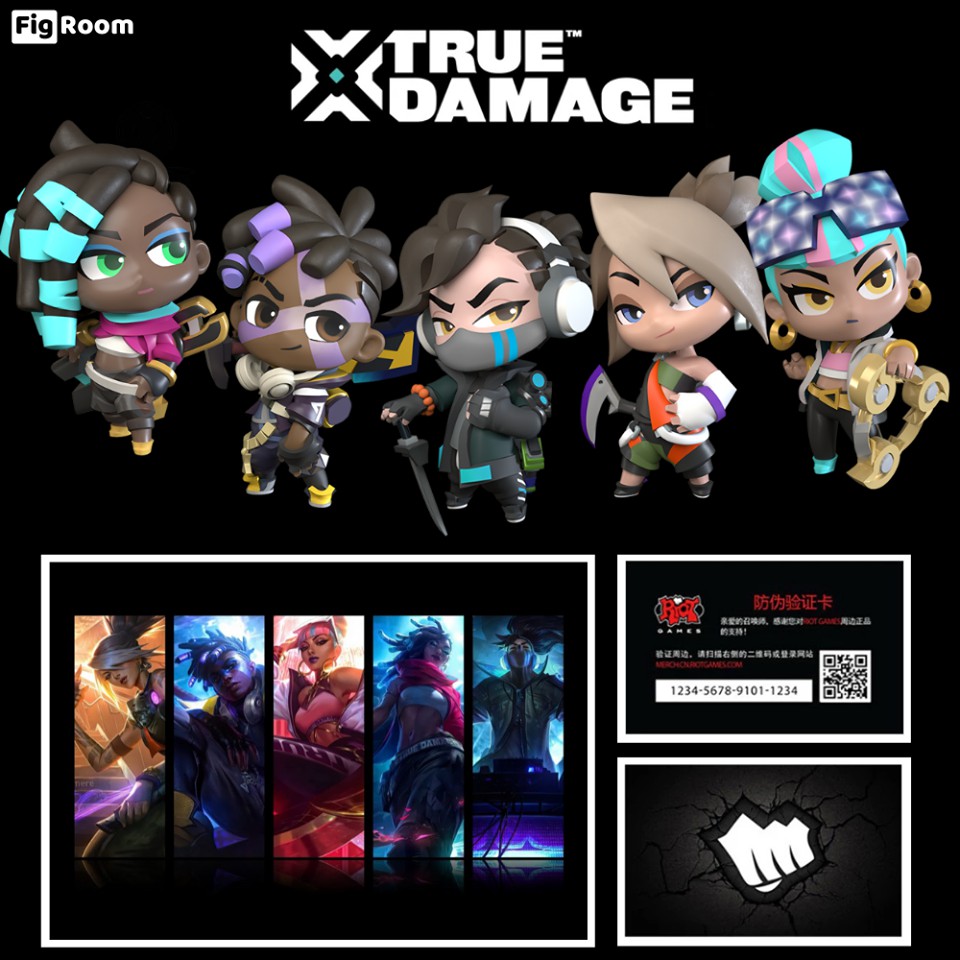 Fig Room
TRUE™
DAMAGE
TRUE DAMAGE
RIOT
GAMES
防伪验证卡
亲爱的召唤师，感谢您对RIOT GAMES周边正品
的支持！
验证周边，请扫描右侧的二维码或登录网站
MERCH.CN.RIOTGAMES.COM
1234-5678-9101-1234